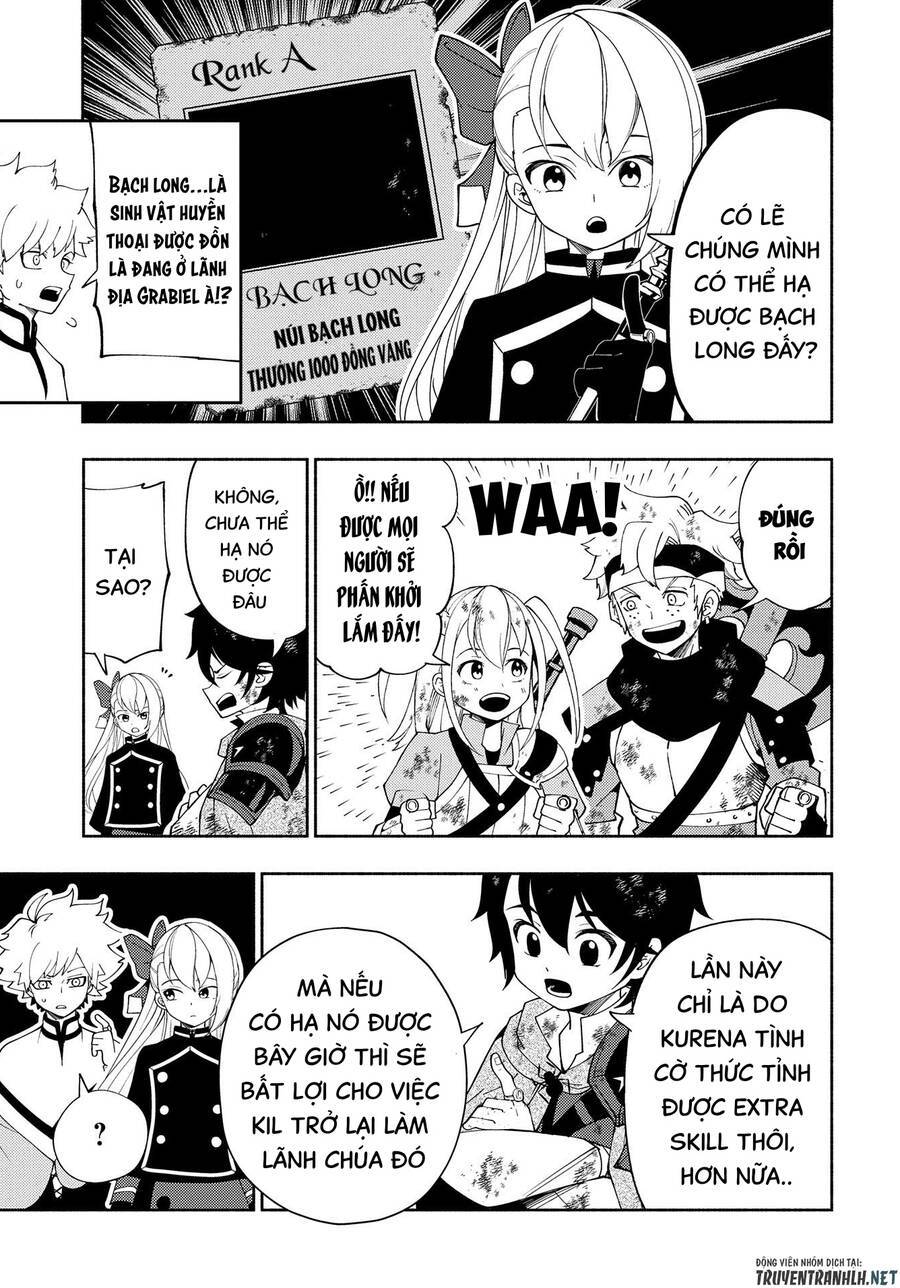 Rank A
BẠCH LONG
NÚI BẠCH LONG
THƯỞNG 1000 ĐỒNG VÀNG
CÓ LẼ
CHÚNG MÌNH
CÓ THỂ HẠ
ĐƯỢC BẠCH
LONG ĐẤY?
BẠCH LONG...LÀ
SINH VẬT HUYỀN
THOẠI ĐƯỢC ĐỒN
LÀ ĐANG Ở LÃNH
ĐỊA GRABIEL À!?
ĐÚNG
RỒI
WAA!
Ồ!! NẾU
ĐƯỢC MỌI
NGƯỜI SẼ
PHẤN KHỞI
LẮM ĐẤY!
KHÔNG,
CHƯA THỂ
HẠ NÓ
ĐƯỢC
ĐÂU
TẠI
SAO?
LẦN NÀY
CHỈ LÀ DO
KURENA TÌNH
CỜ THỨC TỈNH
ĐƯỢC EXTRA
SKILL THÔI,
HƠN NỮA..
MÀ NẾU
CÓ HẠ NÓ ĐƯỢC
BÂY GIỜ THÌ SẼ
BẤT LỢI CHO VIỆC
KIL TRỞ LẠI LÀM
LÃNH CHÚA ĐÓ
?
ĐỘNG VIÊN NHÓM DỊCH TẠI:
TRUYENTRANHLH.NET